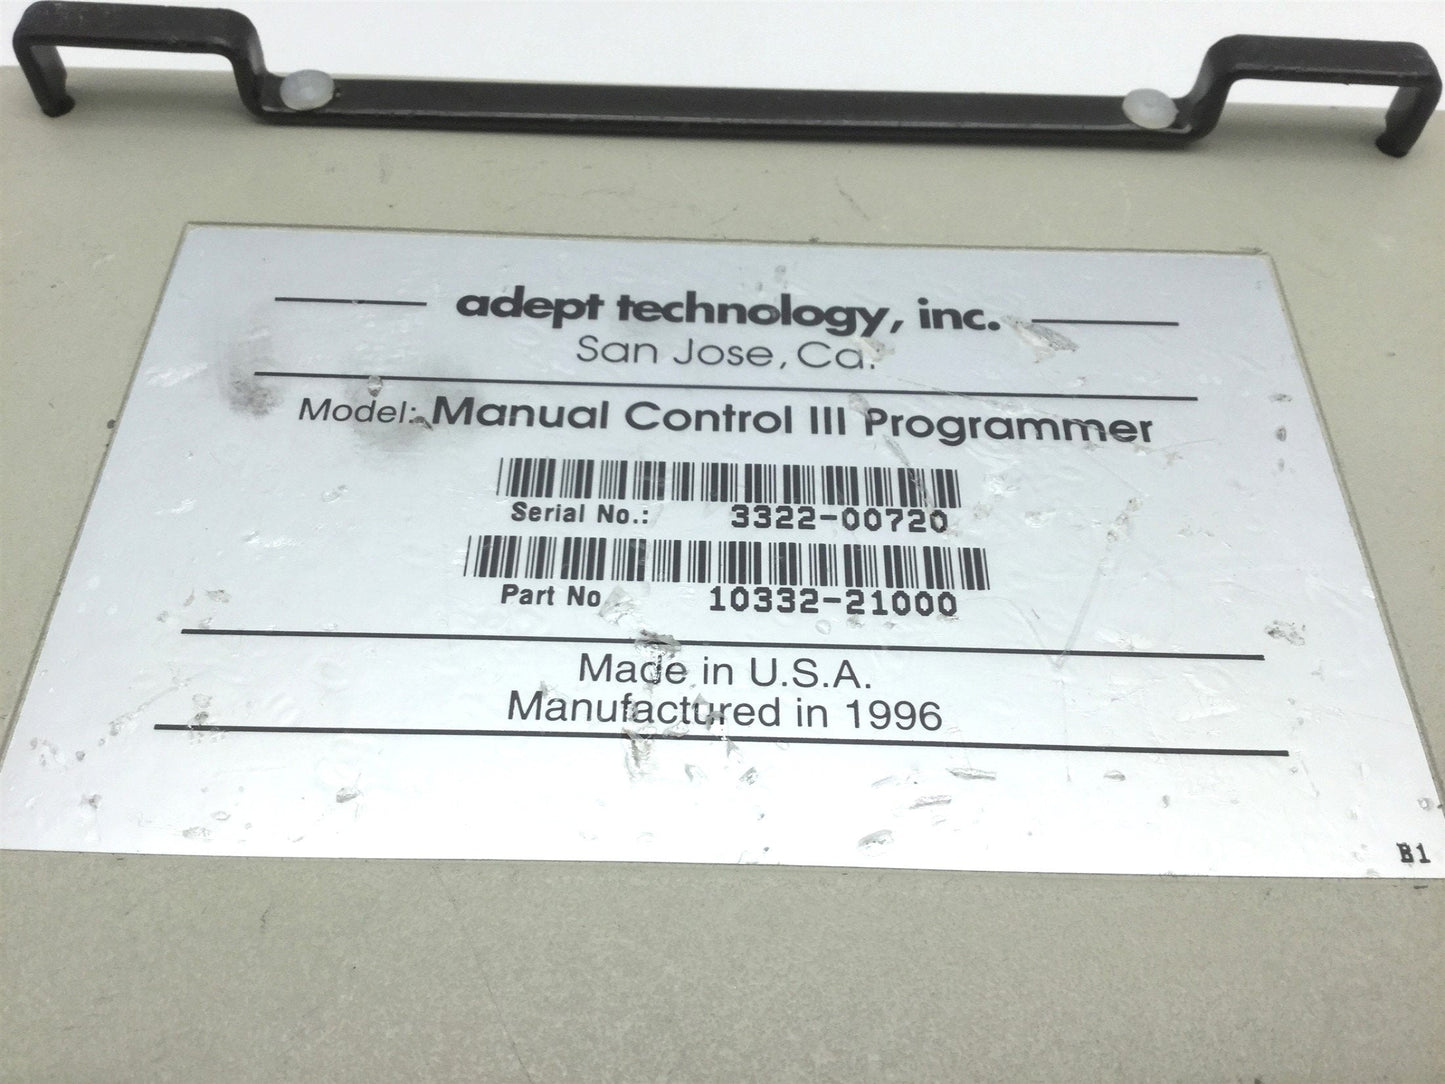 adept technology, inc.
San Jose, Ca.
Model: Manual Control III Programmer
Serial No.: 3322-00720
Part No. 10332-21000
Made in U.S.A.
Manufactured in 1996
B1